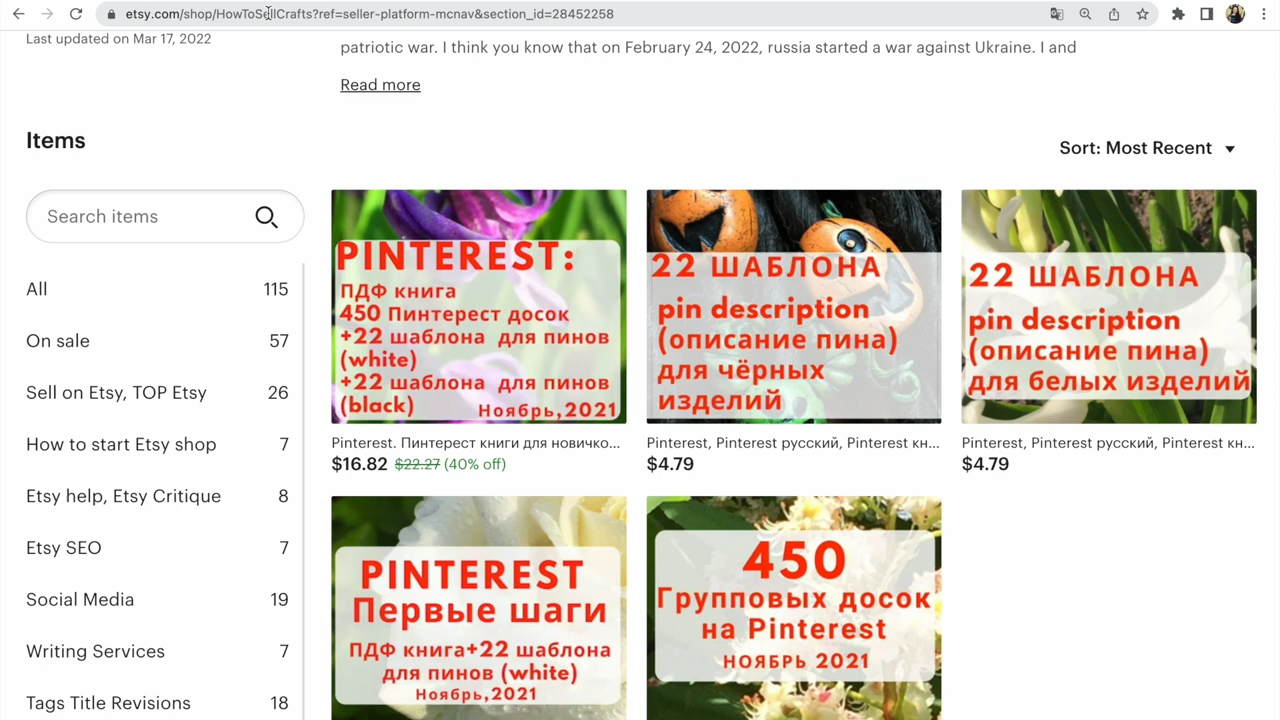 etsy.com/shop/HowToSellCrafts?ref=seller-platform-mcnav&section_id=28452258
Last updated on Mar 17, 2022
patriotic war. I think you know that on February 24, 2022, russia started a war against Ukraine. I and
Read more
Items
Sort: Most Recent
Search items
All 115
On sale 57
Sell on Etsy, TOP Etsy 26
How to start Etsy shop 7
Etsy help, Etsy Critique 8
Etsy SEO 7
Social Media 19
Writing Services 7
Tags Title Revisions 18
PINTEREST:
ПДФ книга
450 Пинтерест досок
+22 шаблона для пинов
(white)
+22 шаблона для пинов
(black)
Ноябрь,2021
Pinterest. Пинтерест книги для новичко...
$16.82 $22.27 (40% off)
22 ШАБЛОНА
pin description
(описание пина)
для чёрных
изделий
Pinterest, Pinterest русский, Pinterest кн...
$4.79
22 ШАБЛОНА
pin description
(описание пина)
для белых изделий
Pinterest, Pinterest русский, Pinterest кн...
$4.79
PINTEREST
Первые шаги
ПДФ книга+22 шаблона
для пинов (white)
Ноябрь,2021
450
Групповых досок
на Pinterest
НОЯБРЬ 2021